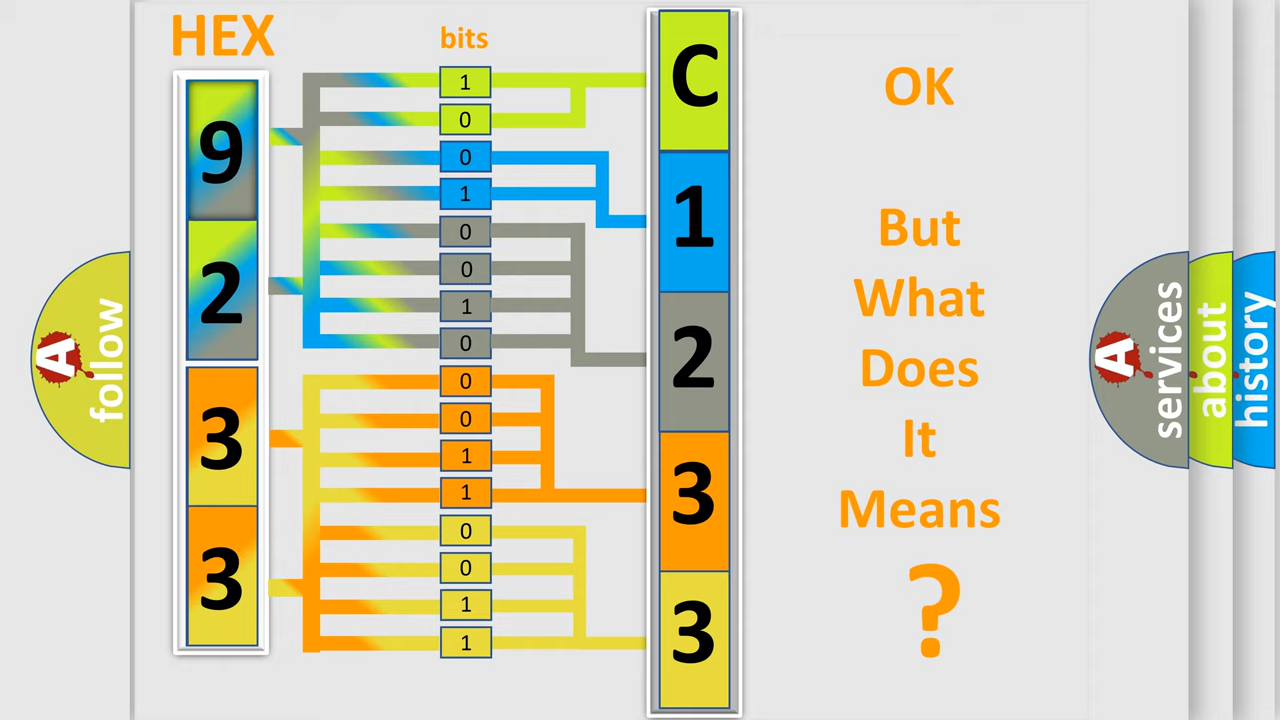 HEX
bits
9
2
3
3
1
0
0
1
0
0
1
0
0
0
1
1
0
0
1
1
C
1
2
3
3
OK
But
What
Does
It
Means
?
A
follow
A
services
about
history